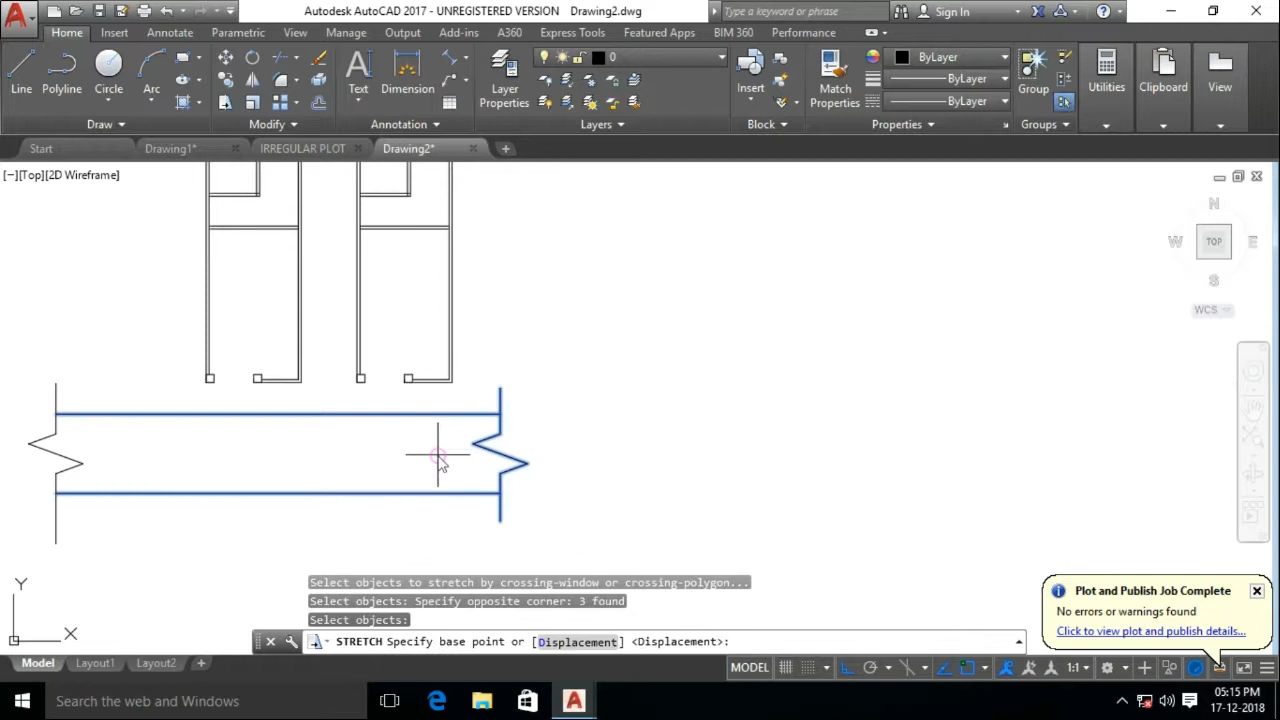 Autodesk AutoCAD 2017 - UNREGISTERED VERSION Drawing2.dwg
Type a keyword or phrase
Sign In
Home Insert Annotate Parametric View Manage Output Add-ins A360 Express Tools Featured Apps BIM 360 Performance
0
ByLayer
ByLayer
ByLayer
Line Polyline Circle Arc
Text Dimension
Layer
Properties
Insert
Match
Properties
Group
Utilities
Clipboard
View
Draw Modify Annotation Layers Block Properties Groups
Start Drawing1* IRREGULAR PLOT Drawing2*
[−][Top][2D Wireframe]
N
W TOP E
S
WCS
Y
X
Select objects to stretch by crossing-window or crossing-polygon...
Select objects: Specify opposite corner: 3 found
Select objects:
STRETCH Specify base point or [Displacement] <Displacement>:
Plot and Publish Job Complete
No errors or warnings found
Click to view plot and publish details...
Model Layout1 Layout2
MODEL
1:1
Search the web and Windows
05:15 PM
17-12-2018